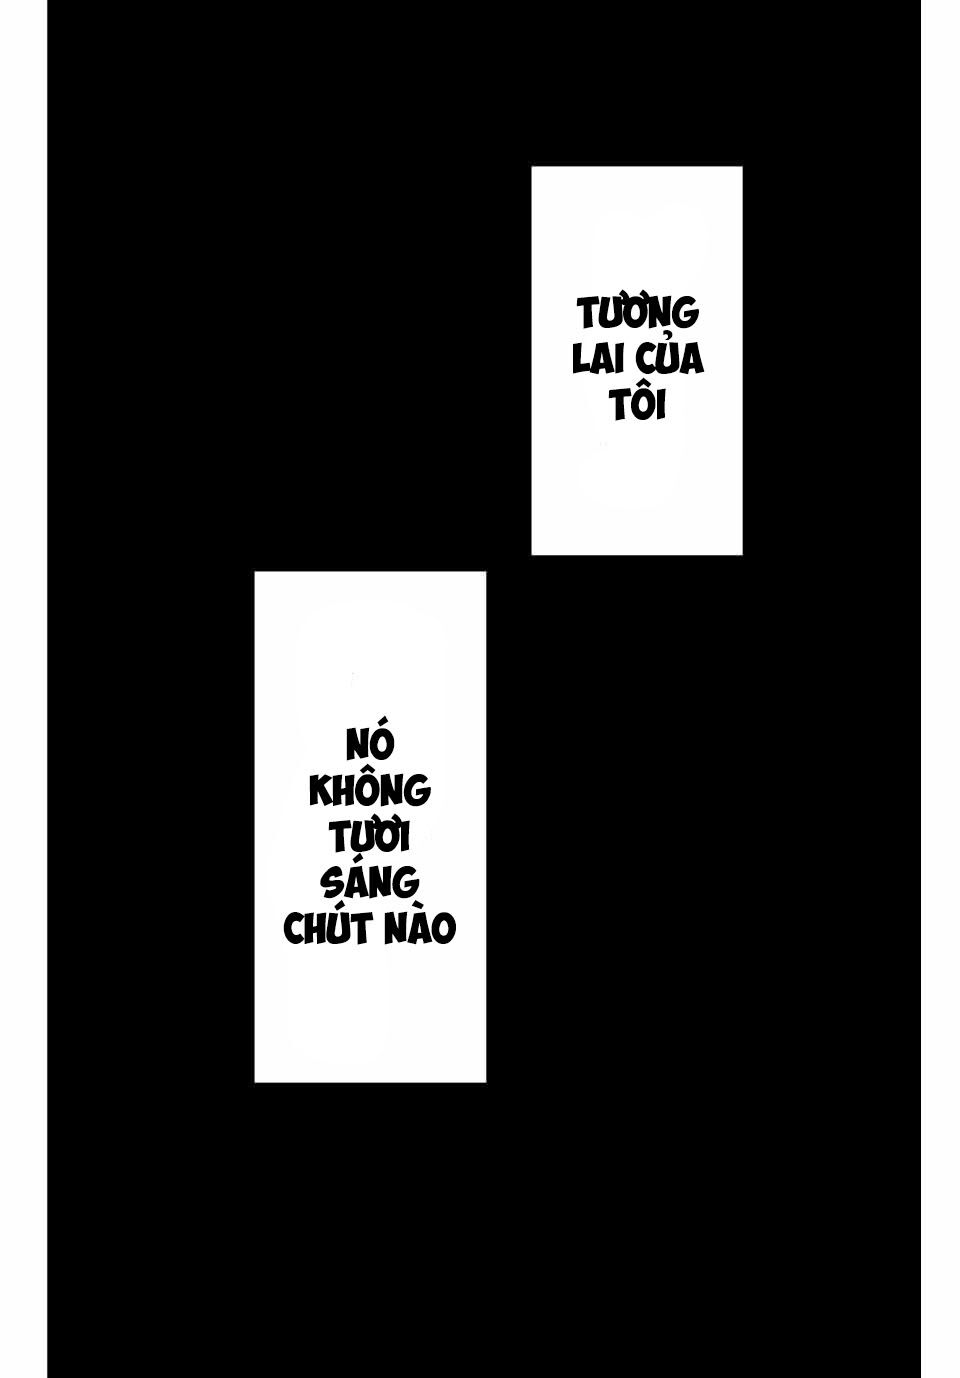 TƯƠNG
LAI CỦA
TÔI
NÓ
KHÔNG
TƯƠI
SÁNG
CHÚT NÀO